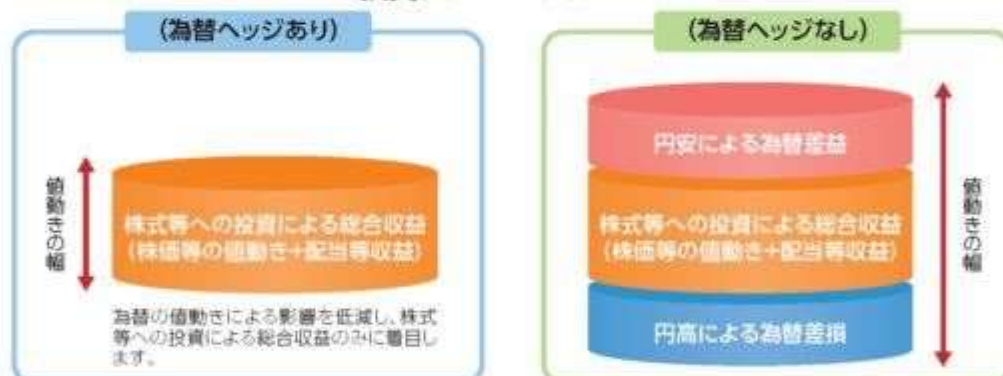 (為替ヘッジあり)
値動きの幅
株式等への投資による総合収益
(株価等の値動き+配当等収益)
為替の値動きによる影響を低減し、株式
等への投資による総合収益のみに着目し
ます。
(為替ヘッジなし)
円安による為替差益
株式等への投資による総合収益
(株価等の値動き+配当等収益)
円高による為替差損
値動きの幅